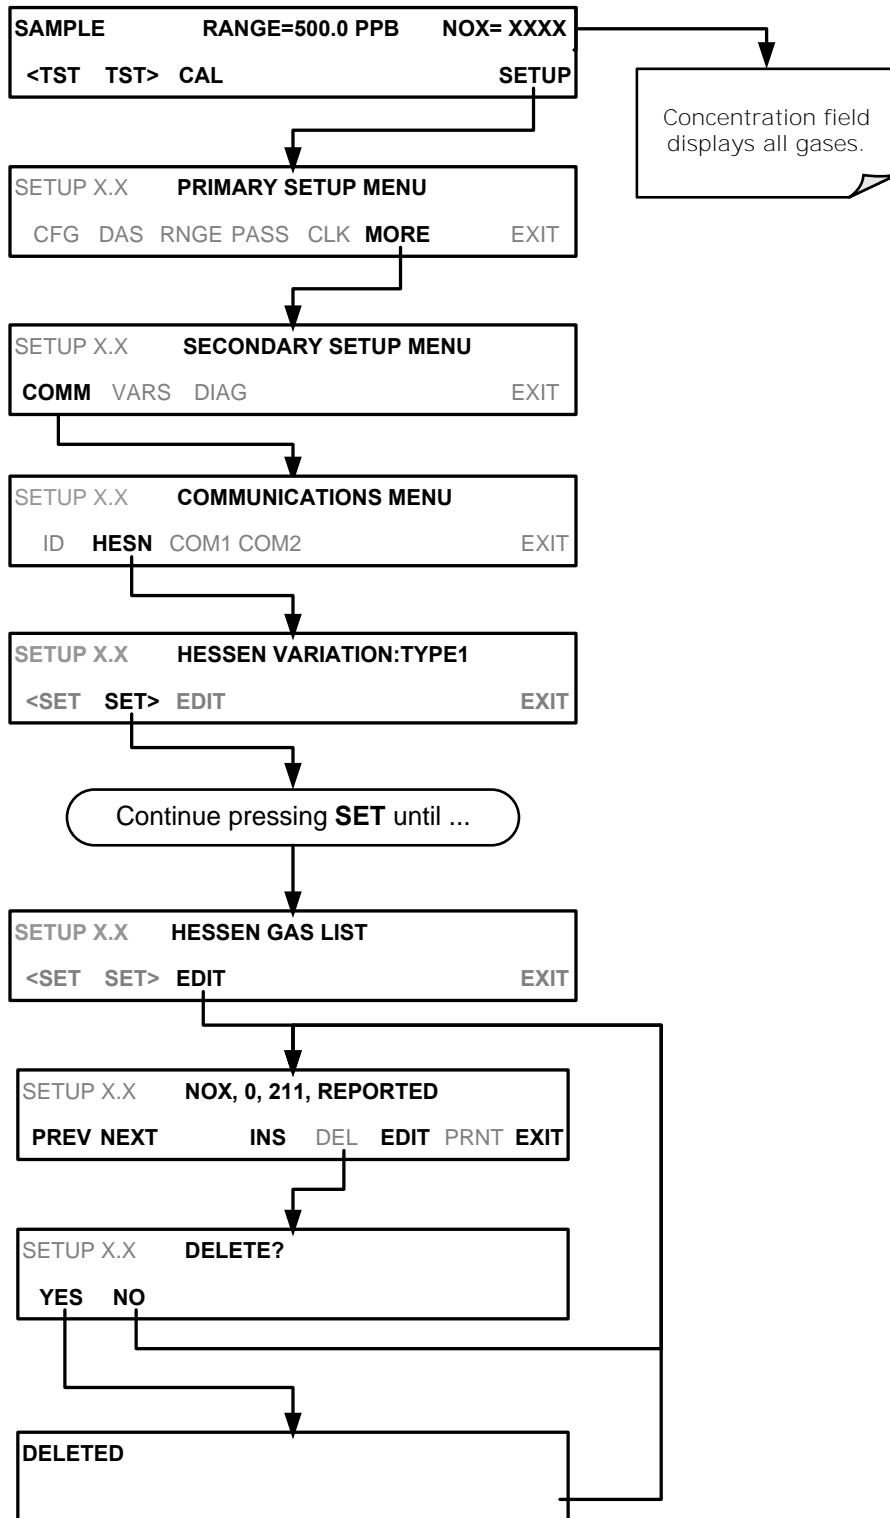 SAMPLE RANGE=500.0 PPB NOX= XXXX
<TST TST> CAL SETUP
Concentration field
displays all gases.
SETUP X.X PRIMARY SETUP MENU
CFG DAS RNGE PASS CLK MORE EXIT
SETUP X.X SECONDARY SETUP MENU
COMM VARS DIAG EXIT
SETUP X.X COMMUNICATIONS MENU
ID HESN COM1 COM2 EXIT
SETUP X.X HESSEN VARIATION:TYPE1
<SET SET> EDIT EXIT
Continue pressing SET until ...
SETUP X.X HESSEN GAS LIST
<SET SET> EDIT EXIT
SETUP X.X NOX, 0, 211, REPORTED
PREV NEXT INS DEL EDIT PRNT EXIT
SETUP X.X DELETE?
YES NO
DELETED